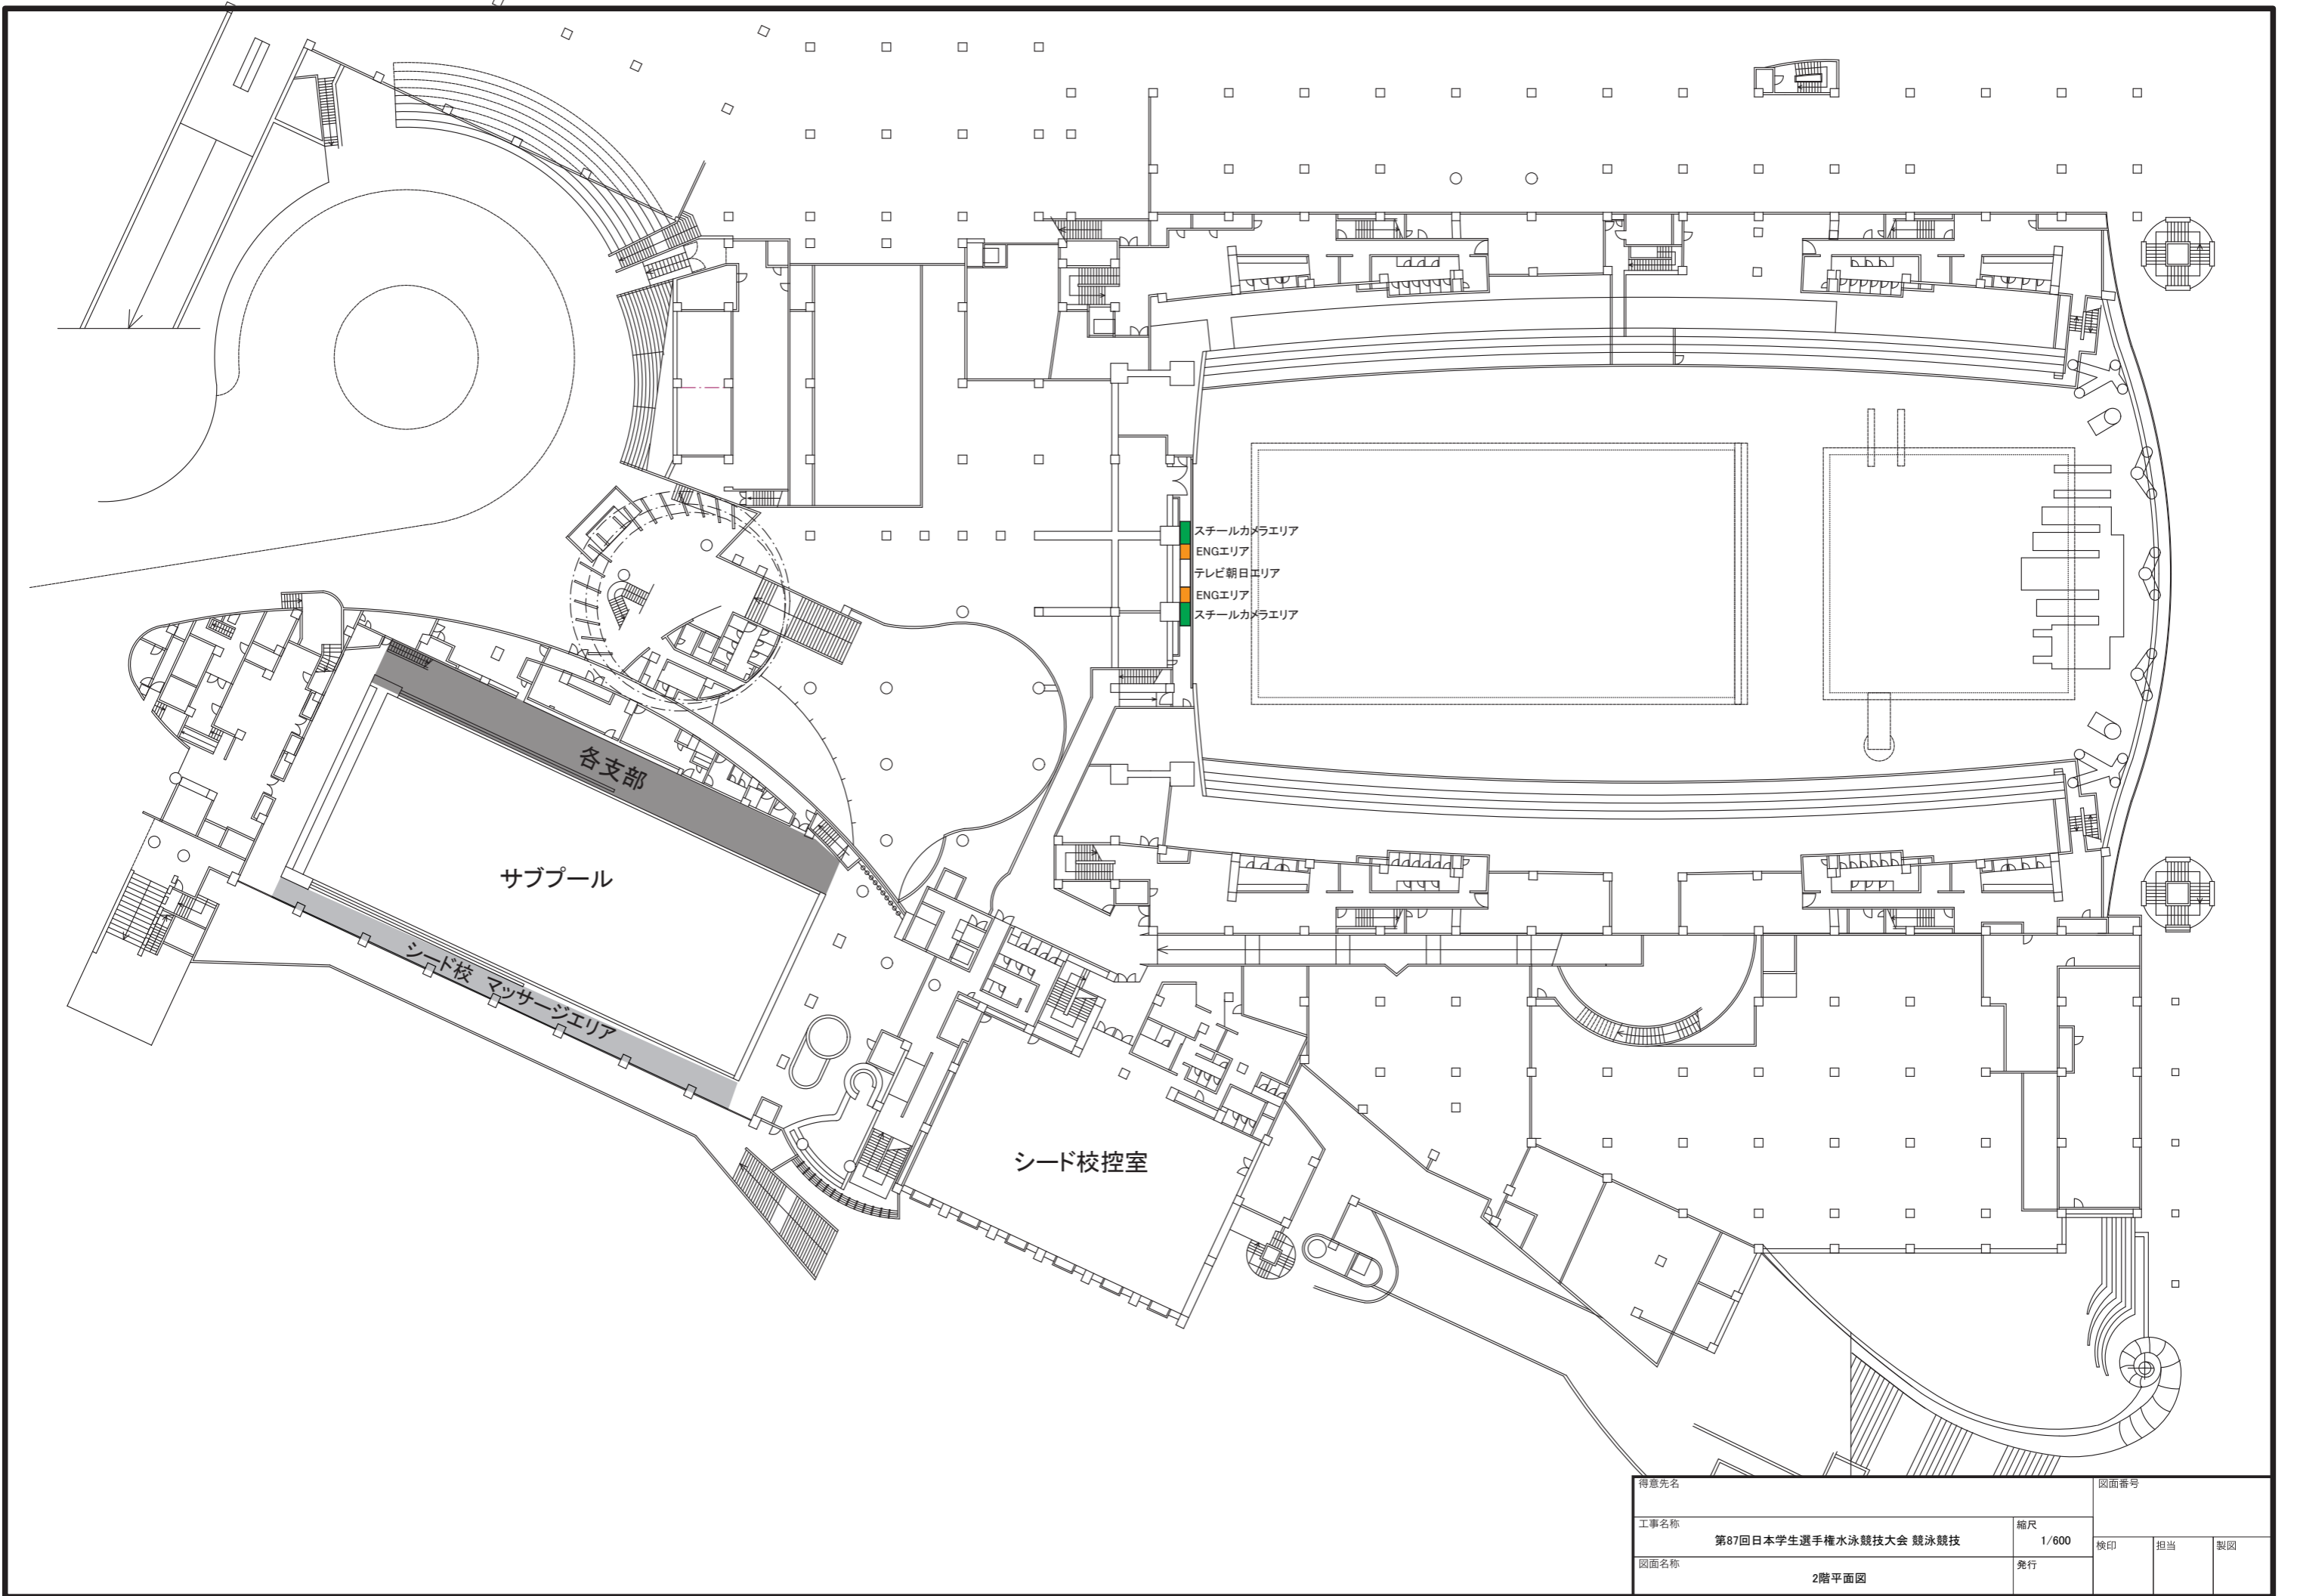 スチールカメラエリア
ENGエリア
テレビ朝日エリア
ENGエリア
スチールカメラエリア
各支部
サブプール
シード校　マッサージエリア
シード校控室
得意先名
図面番号
工事名称
第87回日本学生選手権水泳競技大会 競泳競技
縮尺
1/600
検印
担当
製図
図面名称
2階平面図
発行